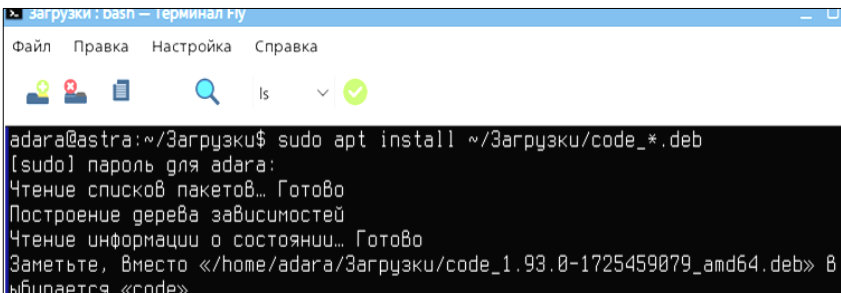 Загрузки : bash — Терминал Fly
Файл Правка Настройка Справка
ls
adara@astra:~/Загрузки$ sudo apt install ~/Загрузки/code_*.deb
[sudo] пароль для adara:
Чтение списков пакетов… Готово
Построение дерева зависимостей
Чтение информации о состоянии… Готово
Заметьте, вместо «/home/adara/Загрузки/code_1.93.0-1725459079_amd64.deb» в
ыбирается «code»